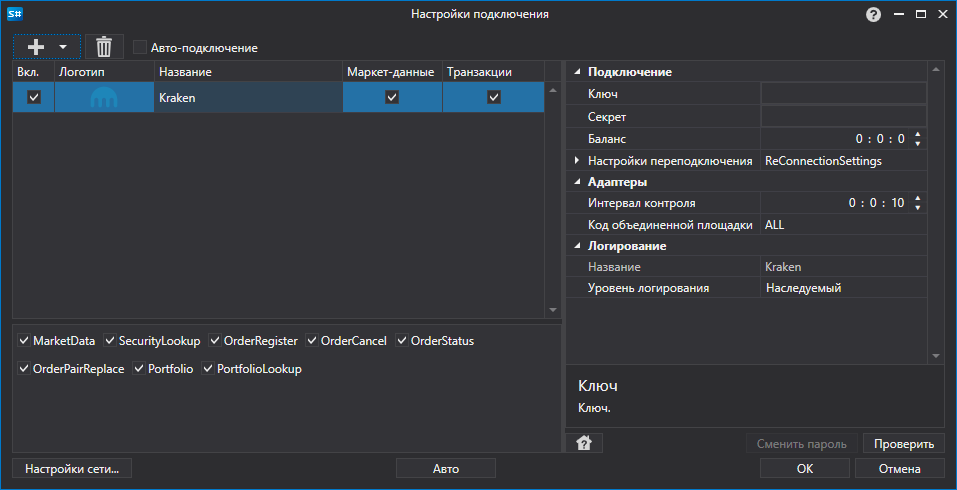 S# Настройки подключения ?
Авто-подключение
Вкл. Логотип Название Маркет-данные Транзакции
Kraken
Подключение
Ключ
Секрет
Баланс 0 : 0 : 0
Настройки переподключения ReConnectionSettings
Адаптеры
Интервал контроля 0 : 0 : 10
Код объединенной площадки ALL
Логирование
Название Kraken
Уровень логирования Наследуемый
MarketData SecurityLookup OrderRegister OrderCancel OrderStatus
OrderPairReplace Portfolio PortfolioLookup
Ключ
Ключ.
Сменить пароль Проверить
Настройки сети... Авто OK Отмена